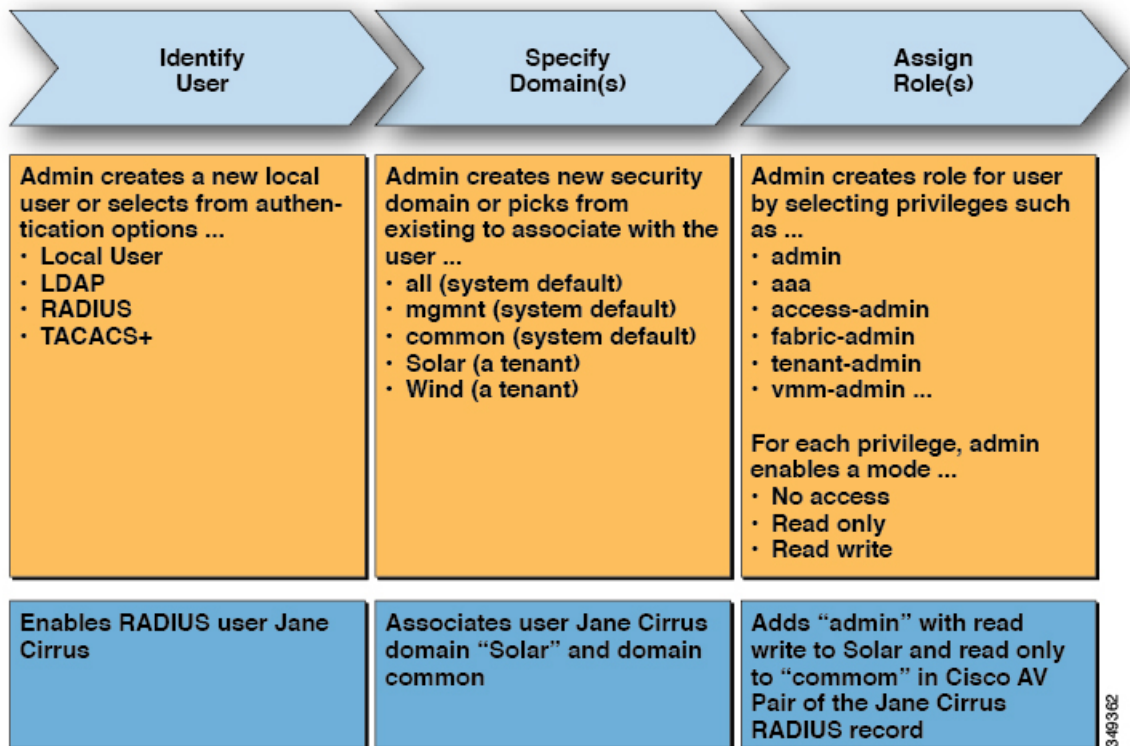 Identify
User
Specify
Domain(s)
Assign
Role(s)
Admin creates a new local
user or selects from authen-
tication options ...
• Local User
• LDAP
• RADIUS
• TACACS+
Admin creates new security
domain or picks from
existing to associate with the
user ...
• all (system default)
• mgmnt (system default)
• common (system default)
• Solar (a tenant)
• Wind (a tenant)
Admin creates role for user
by selecting privileges such
as ...
• admin
• aaa
• access-admin
• fabric-admin
• tenant-admin
• vmm-admin ...
For each privilege, admin
enables a mode ...
• No access
• Read only
• Read write
Enables RADIUS user Jane
Cirrus
Associates user Jane Cirrus
domain “Solar” and domain
common
Adds “admin” with read
write to Solar and read only
to “commom” in Cisco AV
Pair of the Jane Cirrus
RADIUS record
349362